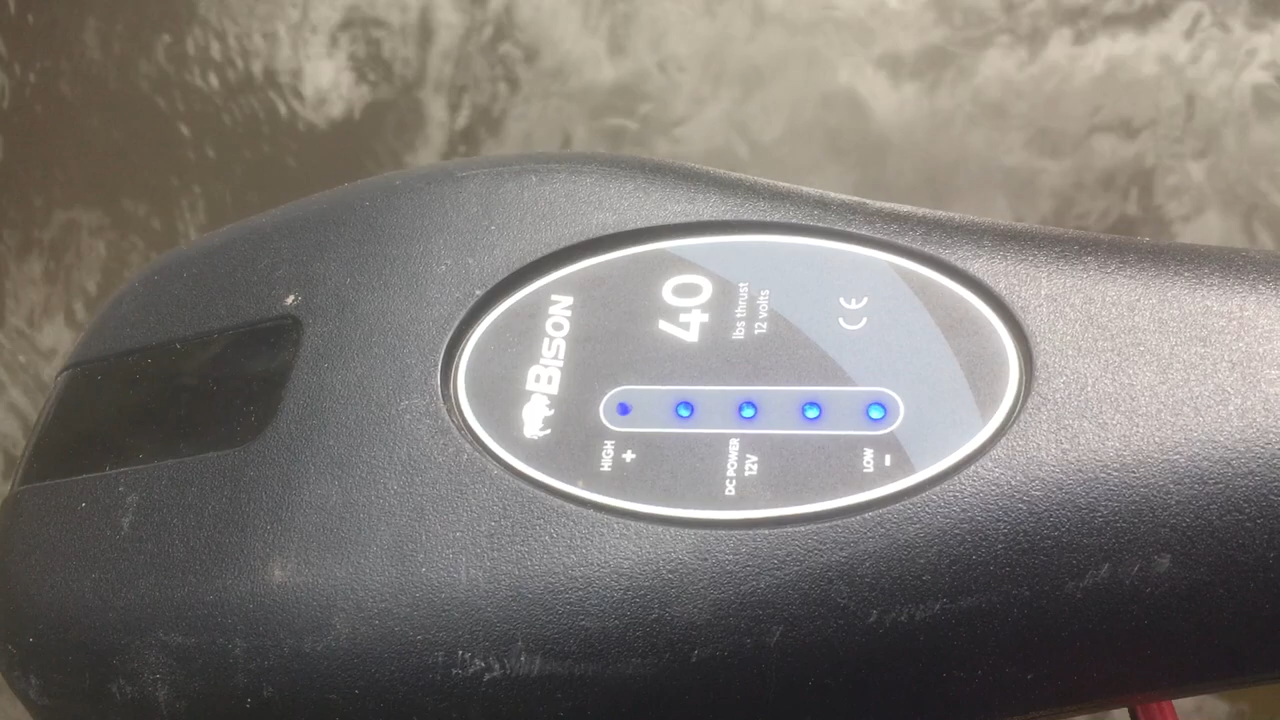 BISON
40
lbs thrust
12 volts
CE
HIGH
+
DC POWER
12V
LOW
-